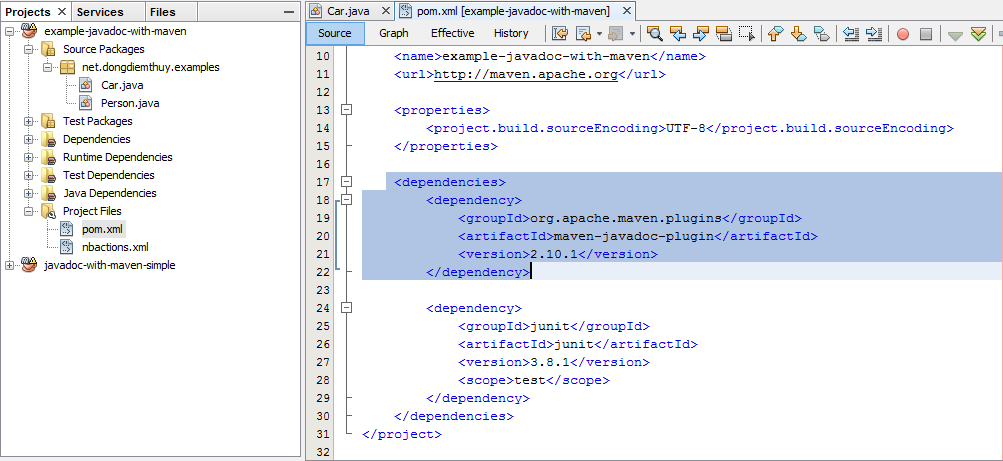 Projects
Services
Files
example-javadoc-with-maven
Source Packages
net.dongdiemthuy.examples
Car.java
Person.java
Test Packages
Dependencies
Runtime Dependencies
Test Dependencies
Java Dependencies
Project Files
pom.xml
nbactions.xml
javadoc-with-maven-simple
Car.java
pom.xml [example-javadoc-with-maven]
Source
Graph
Effective
History
10 <name>example-javadoc-with-maven</name>
11 <url>http://maven.apache.org</url>
12
13 <properties>
14 <project.build.sourceEncoding>UTF-8</project.build.sourceEncoding>
15 </properties>
16
17 <dependencies>
18 <dependency>
19 <groupId>org.apache.maven.plugins</groupId>
20 <artifactId>maven-javadoc-plugin</artifactId>
21 <version>2.10.1</version>
22 </dependency>
23
24 <dependency>
25 <groupId>junit</groupId>
26 <artifactId>junit</artifactId>
27 <version>3.8.1</version>
28 <scope>test</scope>
29 </dependency>
30 </dependencies>
31 </project>
32